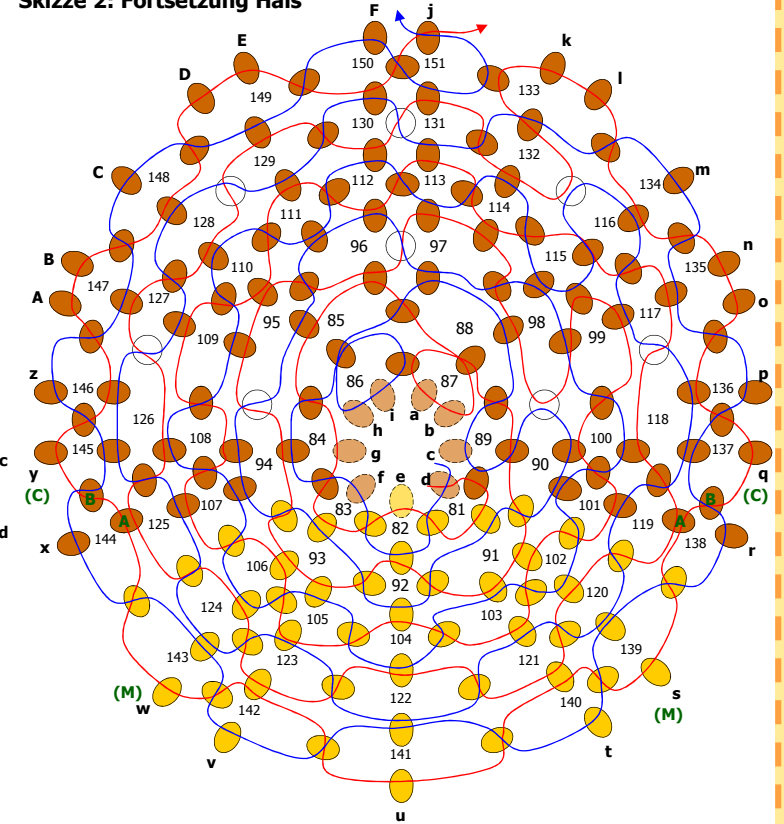 Skizze 2: Fortsetzung Hals
F j
E k
150 151
D 149 133 l
130 131
129 132
C 148 112 113 134 m
128 111 114 116
B 110 96 97 115 135 n
A 147 127 95 98 117 o
109 85 88 99
z 146 86 87 136 p
126 i a 118
h b
c y 145 108 94 84 g c 89 90 100 137 q
(C) B f e d B (C)
A 125 107 83 82 81 101 119 A
d x 144 138 r
106 93 91 102
92 120
124 105 104 103
143 123 121 139
(M) w 142 122 140 s (M)
v 141 t
u